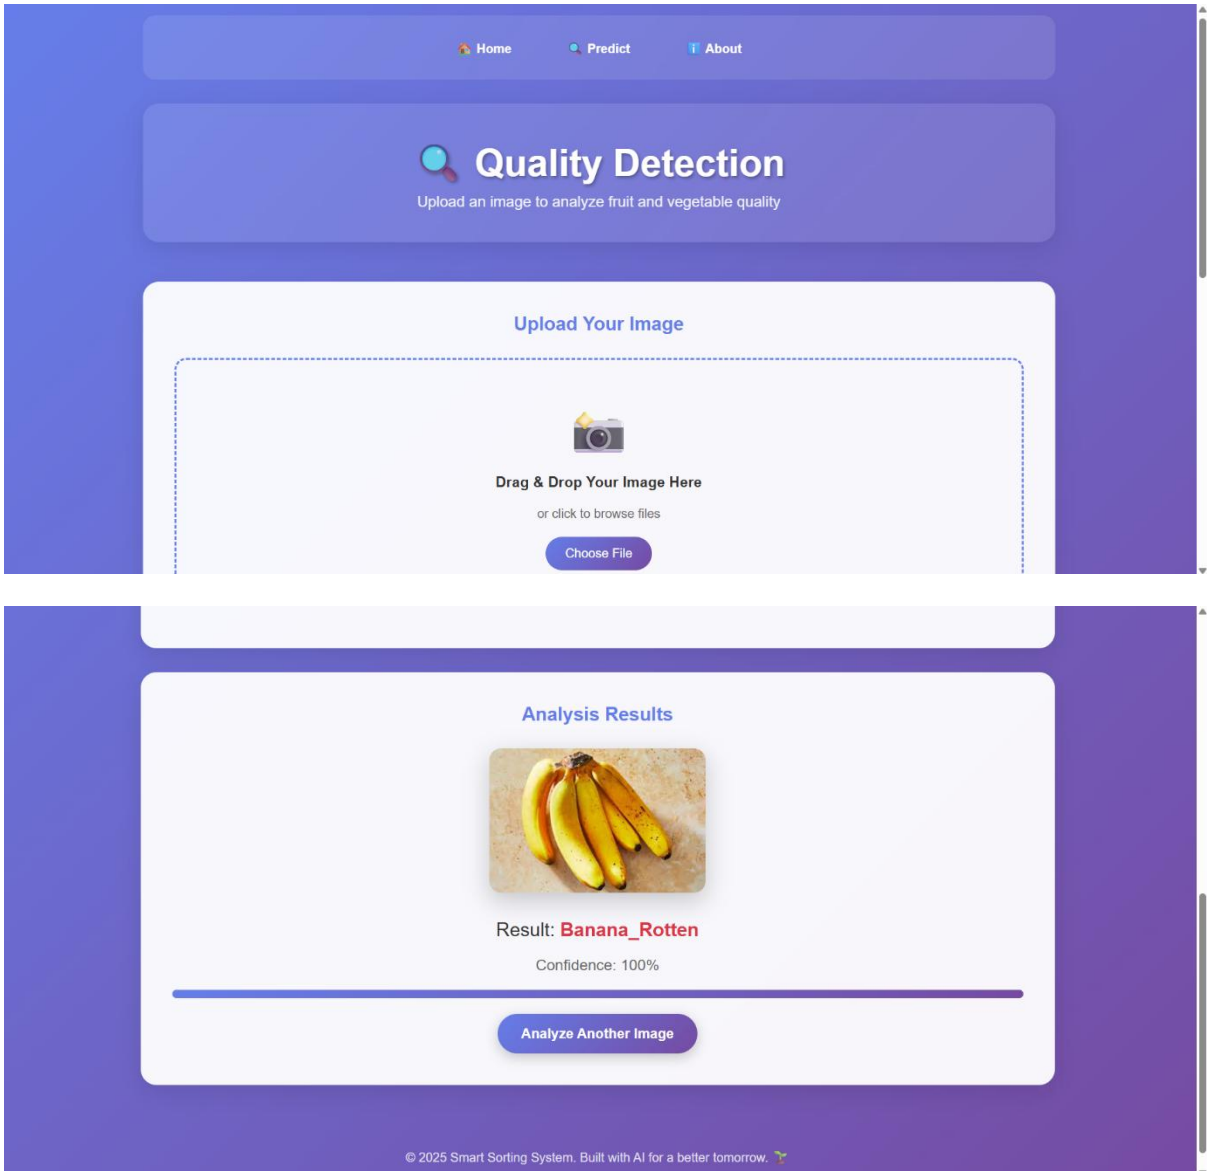 Home Predict About
Quality Detection
Upload an image to analyze fruit and vegetable quality
Upload Your Image
Drag & Drop Your Image Here
or click to browse files
Choose File
Analysis Results
Result: Banana_Rotten
Confidence: 100%
Analyze Another Image
© 2025 Smart Sorting System. Built with AI for a better tomorrow.